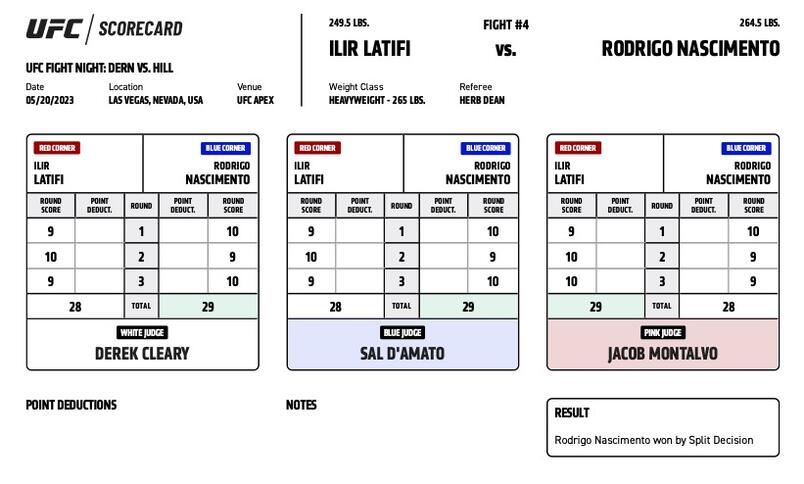 UFC SCORECARD
UFC FIGHT NIGHT: DERN VS. HILL
Date Location Venue
05/20/2023 LAS VEGAS, NEVADA, USA UFC APEX
249.5 LBS. FIGHT #4 264.5 LBS.
ILIR LATIFI VS. RODRIGO NASCIMENTO
Weight Class Referee
HEAVYWEIGHT - 265 LBS. HERB DEAN
RED CORNER BLUE CORNER
ILIR RODRIGO
LATIFI NASCIMENTO
ROUND POINT ROUND POINT ROUND
SCORE DEDUCT. DEDUCT. SCORE
9 1 10
10 2 9
9 3 10
28 TOTAL 29
WHITE JUDGE
DEREK CLEARY
RED CORNER BLUE CORNER
ILIR RODRIGO
LATIFI NASCIMENTO
ROUND POINT ROUND POINT ROUND
SCORE DEDUCT. DEDUCT. SCORE
9 1 10
10 2 9
9 3 10
28 TOTAL 29
BLUE JUDGE
SAL D'AMATO
RED CORNER BLUE CORNER
ILIR RODRIGO
LATIFI NASCIMENTO
ROUND POINT ROUND POINT ROUND
SCORE DEDUCT. DEDUCT. SCORE
9 1 10
10 2 9
10 3 9
29 TOTAL 28
PINK JUDGE
JACOB MONTALVO
POINT DEDUCTIONS
NOTES
RESULT
Rodrigo Nascimento won by Split Decision